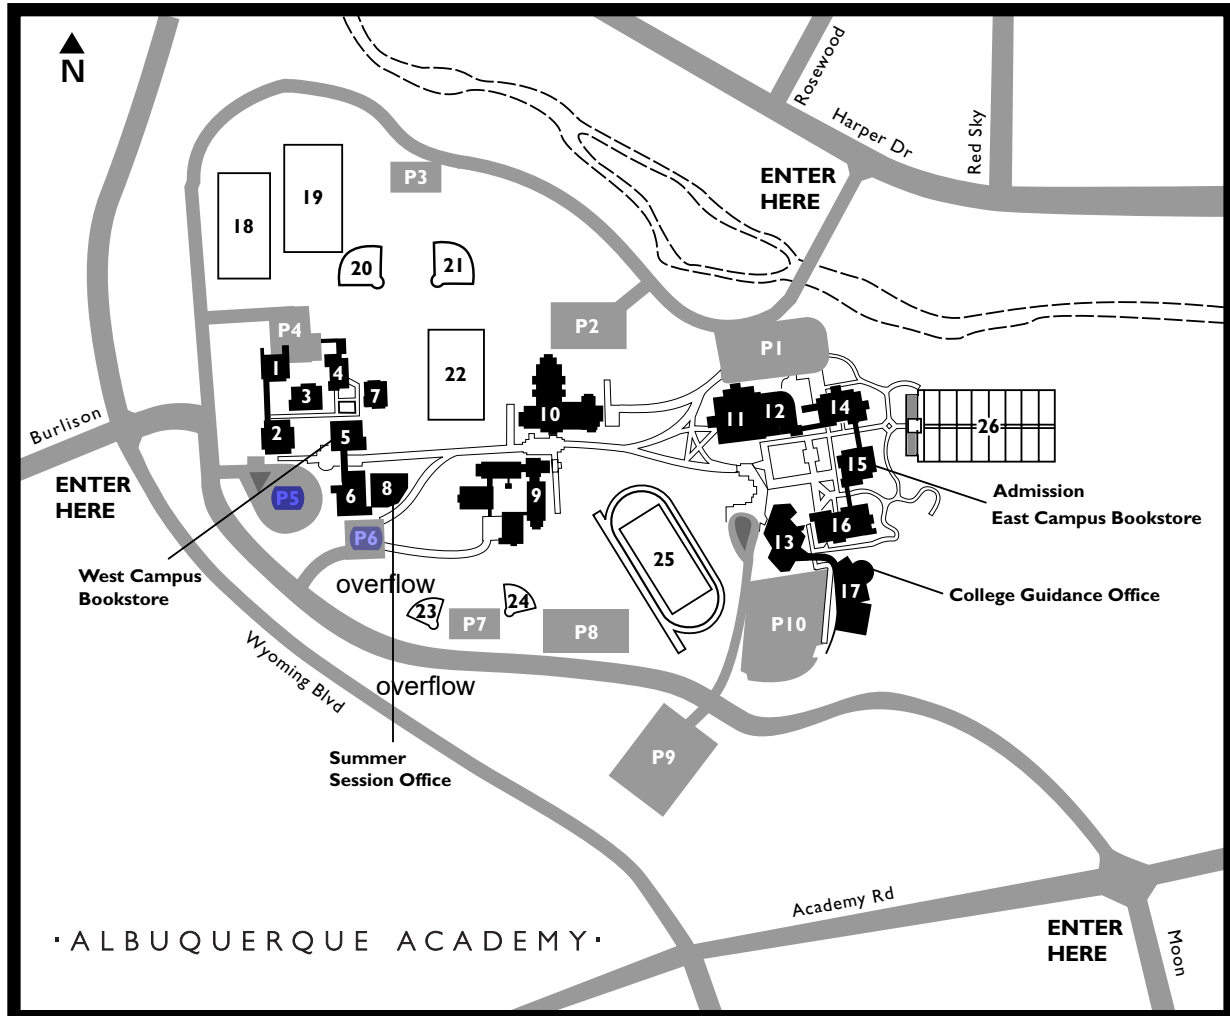 N
Rosewood
Harper Dr
Red Sky
ENTER
HERE
P3
19
18
20
21
P4
P2
P1
1
4
3
7
22
10
11
12
14
26
Burlison
2
5
15
ENTER
HERE
P5
6
8
9
Admission
East Campus Bookstore
P6
16
13
25
West Campus
Bookstore
overflow
17
College Guidance Office
23
24
P7
P8
P10
Wyoming Blvd
overflow
Summer
Session Office
P9
Academy Rd
ENTER
HERE
Moon
· ALBUQUERQUE ACADEMY ·